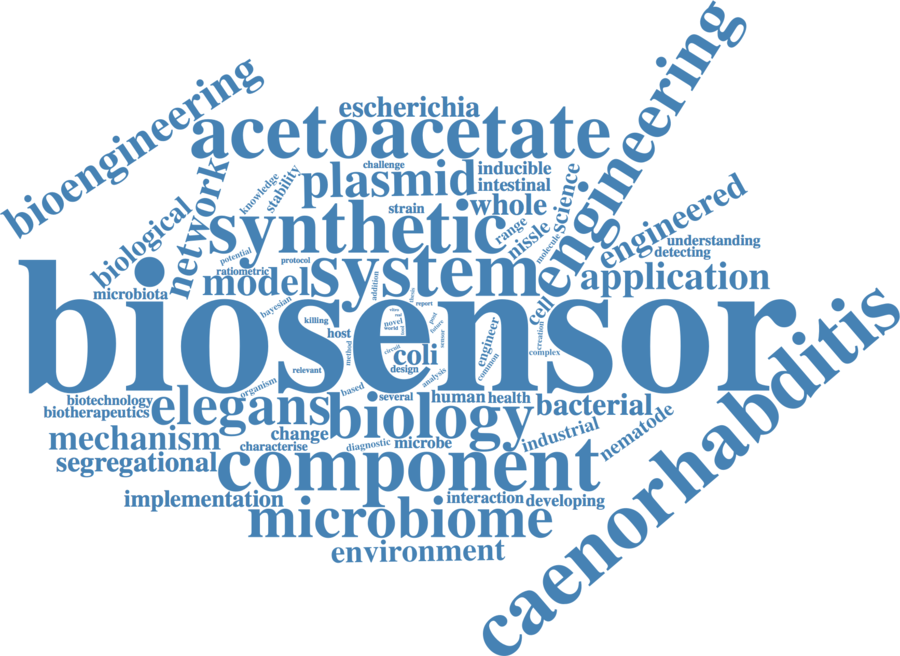 engineering
bioengineering
escherichia
acetoacetate
challenge
inducible
plasmid
intestinal
stability
knowledge
science
network
whole
strain
engineered
biological
synthetic
range
nissle
molecule
understanding
detecting
potential
protocol
system
ratiometric
model
addition
application
microbiota
thesis
report
cell
creation
bayesian
killing
novel
world
host
past
future
sensor
engineer
common
complex
caenorhabditis
biosensor
method
circuit
coli
design
relevant
analysis
organism
based
several
human
health
bacterial
biotechnology
biotherapeutics
elegans
biology
nematode
industrial
mechanism
change
characterise
diagnostic
microbe
segregational
component
implementation
interaction
developing
microbiome
environment